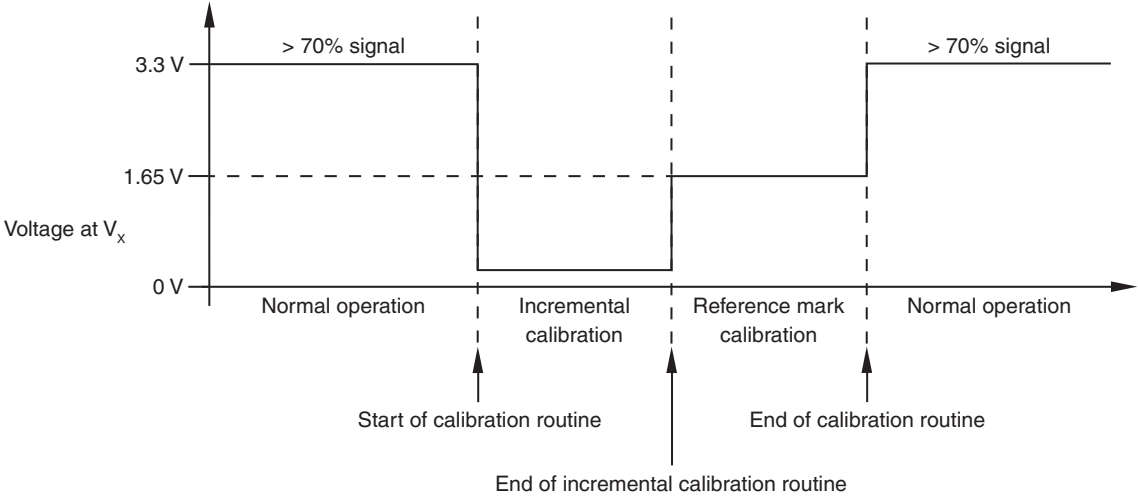 > 70% signal
> 70% signal
3.3 V
1.65 V
Voltage at Vx
0 V
Normal operation
Incremental
calibration
Reference mark
calibration
Normal operation
Start of calibration routine
End of calibration routine
End of incremental calibration routine